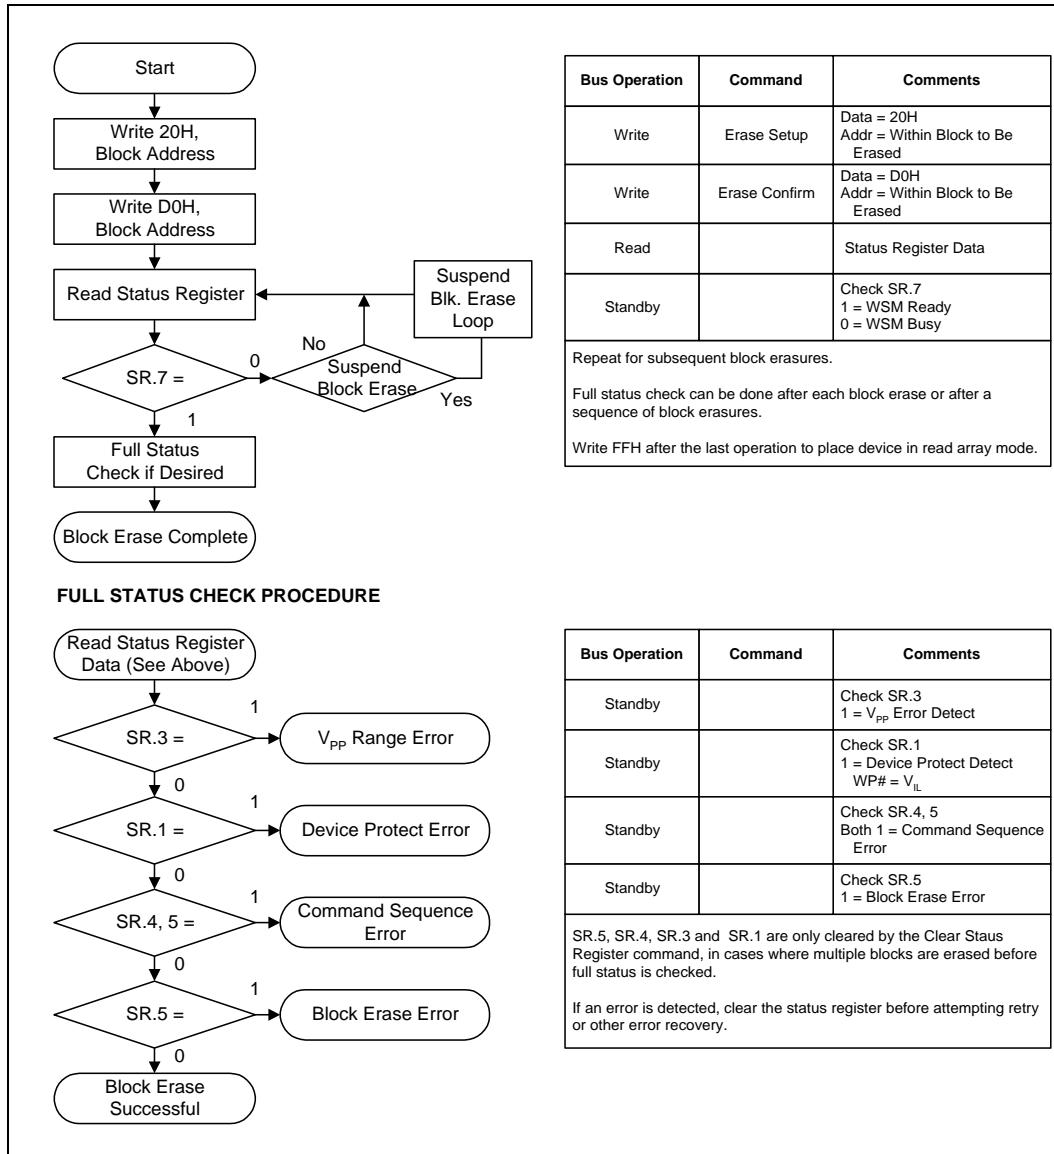 Start
Write 20H,
Block Address
Write D0H,
Block Address
Read Status Register
Suspend
Blk. Erase
Loop
No
0
SR.7 =
Suspend
Block Erase
Yes
1
Full Status
Check if Desired
Block Erase Complete
Bus Operation Command Comments
Write Erase Setup Data = 20H
Addr = Within Block to Be
Erased
Write Erase Confirm Data = D0H
Addr = Within Block to Be
Erased
Read Status Register Data
Standby Check SR.7
1 = WSM Ready
0 = WSM Busy
Repeat for subsequent block erasures.
Full status check can be done after each block erase or after a
sequence of block erasures.
Write FFH after the last operation to place device in read array mode.
FULL STATUS CHECK PROCEDURE
Read Status Register
Data (See Above)
1
SR.3 =
V_PP Range Error
0
1
SR.1 =
Device Protect Error
0
1
SR.4, 5 =
Command Sequence
Error
0
1
SR.5 =
Block Erase Error
0
Block Erase
Successful
Bus Operation Command Comments
Standby Check SR.3
1 = V_PP Error Detect
Standby Check SR.1
1 = Device Protect Detect
WP# = V_IL
Standby Check SR.4, 5
Both 1 = Command Sequence
Error
Standby Check SR.5
1 = Block Erase Error
SR.5, SR.4, SR.3 and SR.1 are only cleared by the Clear Staus
Register command, in cases where multiple blocks are erased before
full status is checked.
If an error is detected, clear the status register before attempting retry
or other error recovery.